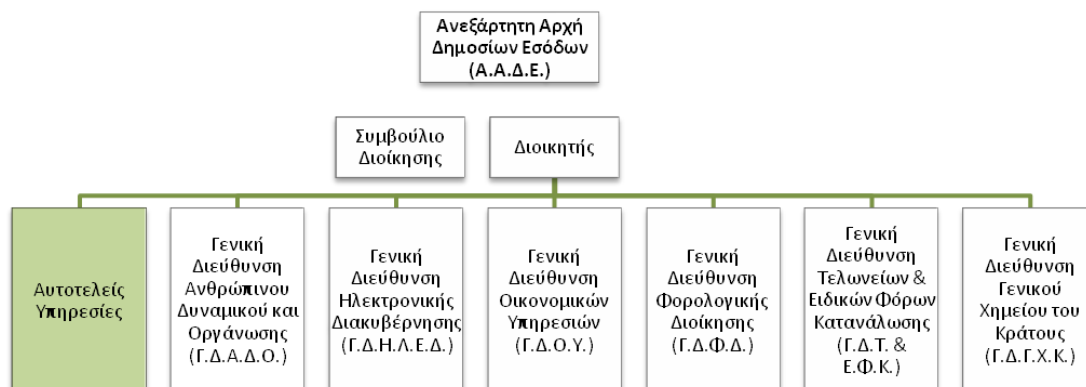 Ανεξάρτητη Αρχή
Δημοσίων Εσόδων
(Α.Α.Δ.Ε.)
Συμβούλιο
Διοίκησης
Διοικητής
Αυτοτελείς
Υπηρεσίες
Γενική
Διεύθυνση
Ανθρώπινου
Δυναμικού και
Οργάνωσης
(Γ.Δ.Α.Δ.Ο.)
Γενική
Διεύθυνση
Ηλεκτρονικής
Διακυβέρνησης
(Γ.Δ.Η.Λ.Ε.Δ.)
Γενική
Διεύθυνση
Οικονομικών
Υπηρεσιών
(Γ.Δ.Ο.Υ.)
Γενική
Διεύθυνση
Φορολογικής
Διοίκησης
(Γ.Δ.Φ.Δ.)
Γενική
Διεύθυνση
Τελωνείων &
Ειδικών Φόρων
Κατανάλωσης
(Γ.Δ.Τ. &
Ε.Φ.Κ.)
Γενική
Διεύθυνση
Γενικού
Χημείου του
Κράτους
(Γ.Δ.Γ.Χ.Κ.)